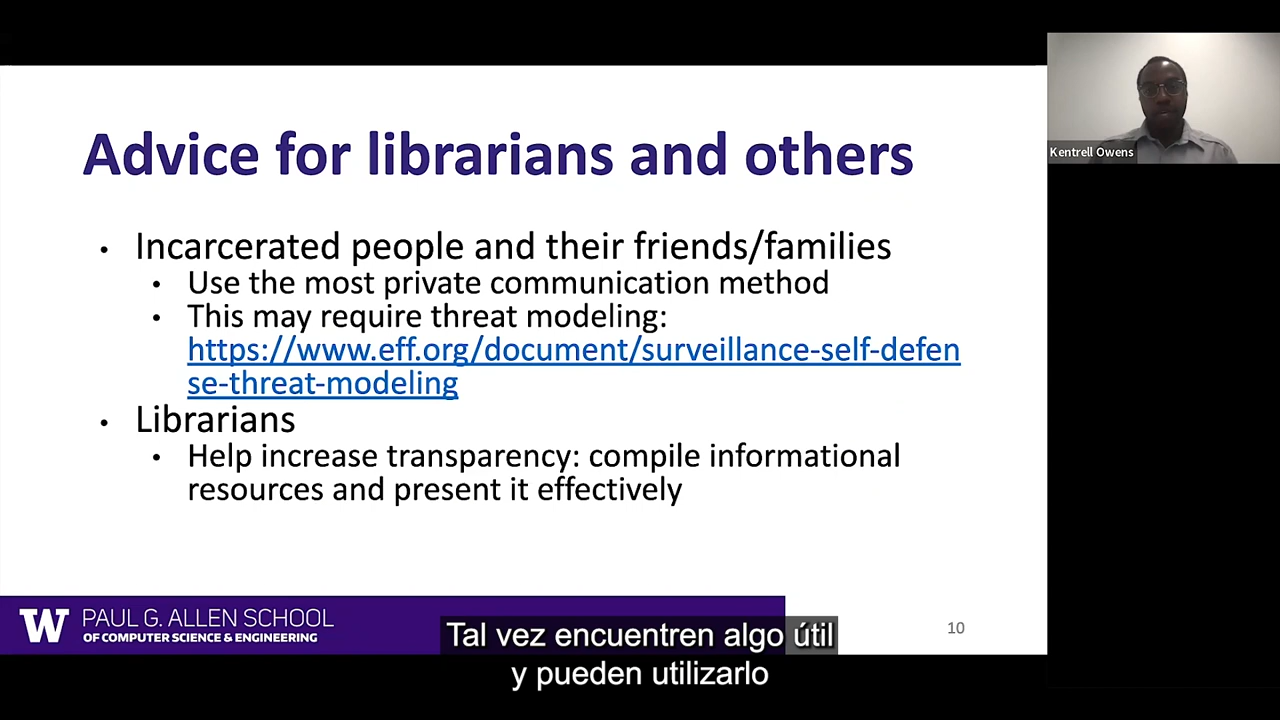 Advice for librarians and others
Kentrell Owens
• Incarcerated people and their friends/families
• Use the most private communication method
• This may require threat modeling:
https://www.eff.org/document/surveillance-self-defen
se-threat-modeling
• Librarians
• Help increase transparency: compile informational
resources and present it effectively
W PAUL G. ALLEN SCHOOL
OF COMPUTER SCIENCE & ENGINEERING
10
Tal vez encuentren algo útil
y pueden utilizarlo